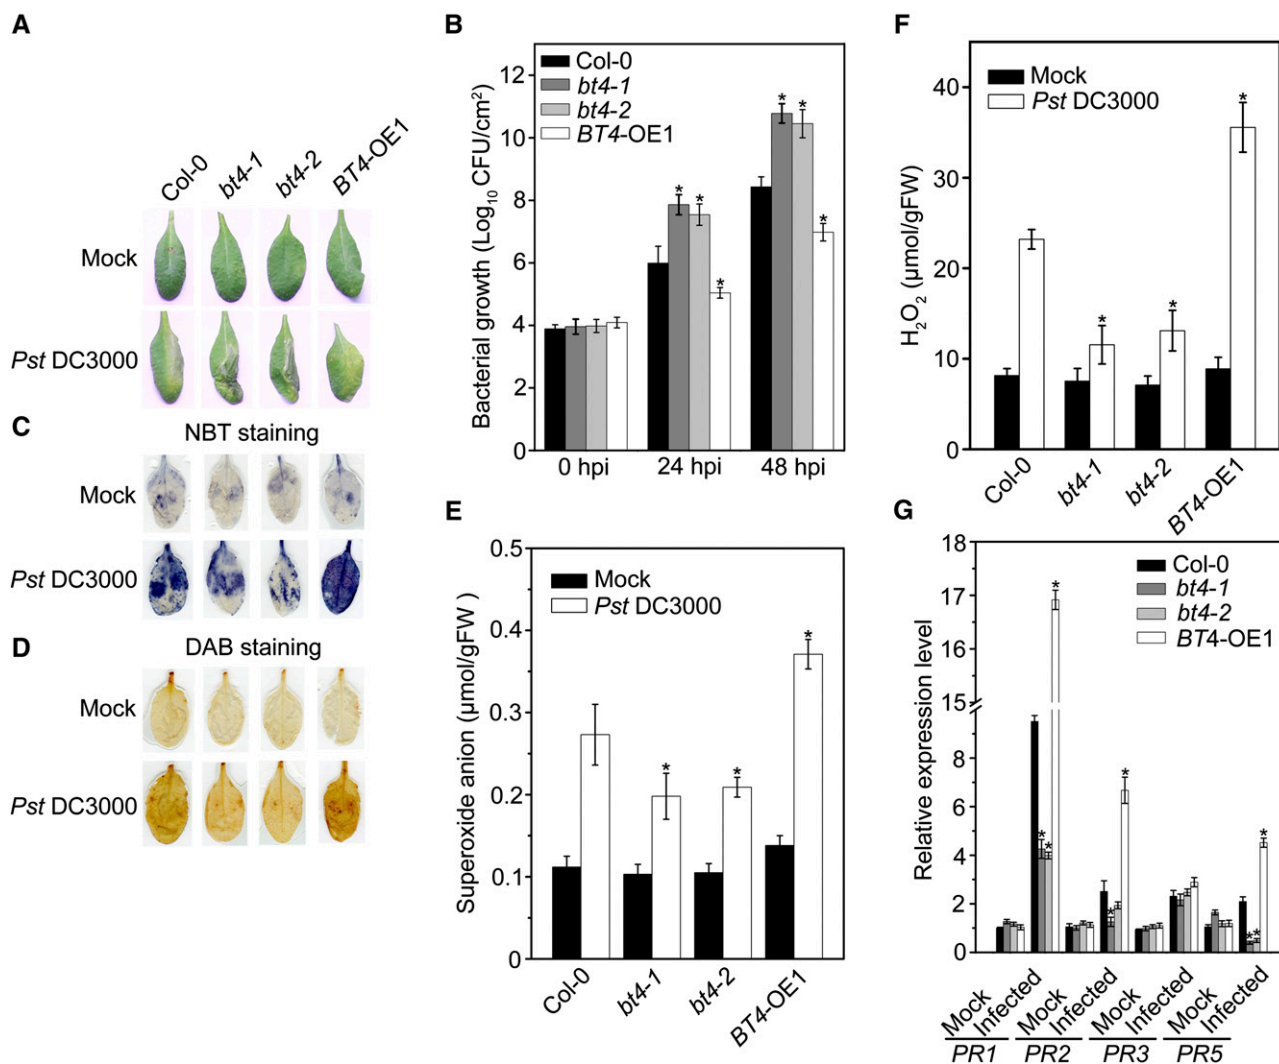 A
Col-0
bt4-1
bt4-2
BT4-OE1
Mock
Pst DC3000
C
NBT staining
Mock
Pst DC3000
D
DAB staining
Mock
Pst DC3000
B
Bacterial growth (Log₁₀ CFU/cm²)
12
10
8
6
4
2
0
Col-0
bt4-1
bt4-2
BT4-OE1
* * *
* * *
0 hpi 24 hpi 48 hpi
E
Superoxide anion (µmol/gFW)
0.5
0.4
0.3
0.2
0.1
0
Mock
Pst DC3000
* * *
Col-0
bt4-1
bt4-2
BT4-OE1
F
H₂O₂ (µmol/gFW)
40
30
20
10
0
Mock
Pst DC3000
* * *
Col-0
bt4-1
bt4-2
BT4-OE1
G
Relative expression level
18
17
16
15
8
6
4
2
0
Col-0
bt4-1
bt4-2
BT4-OE1
* * *
* *
* * *
Mock Infected Mock Infected Mock Infected Mock Infected
PR1 PR2 PR3 PR5